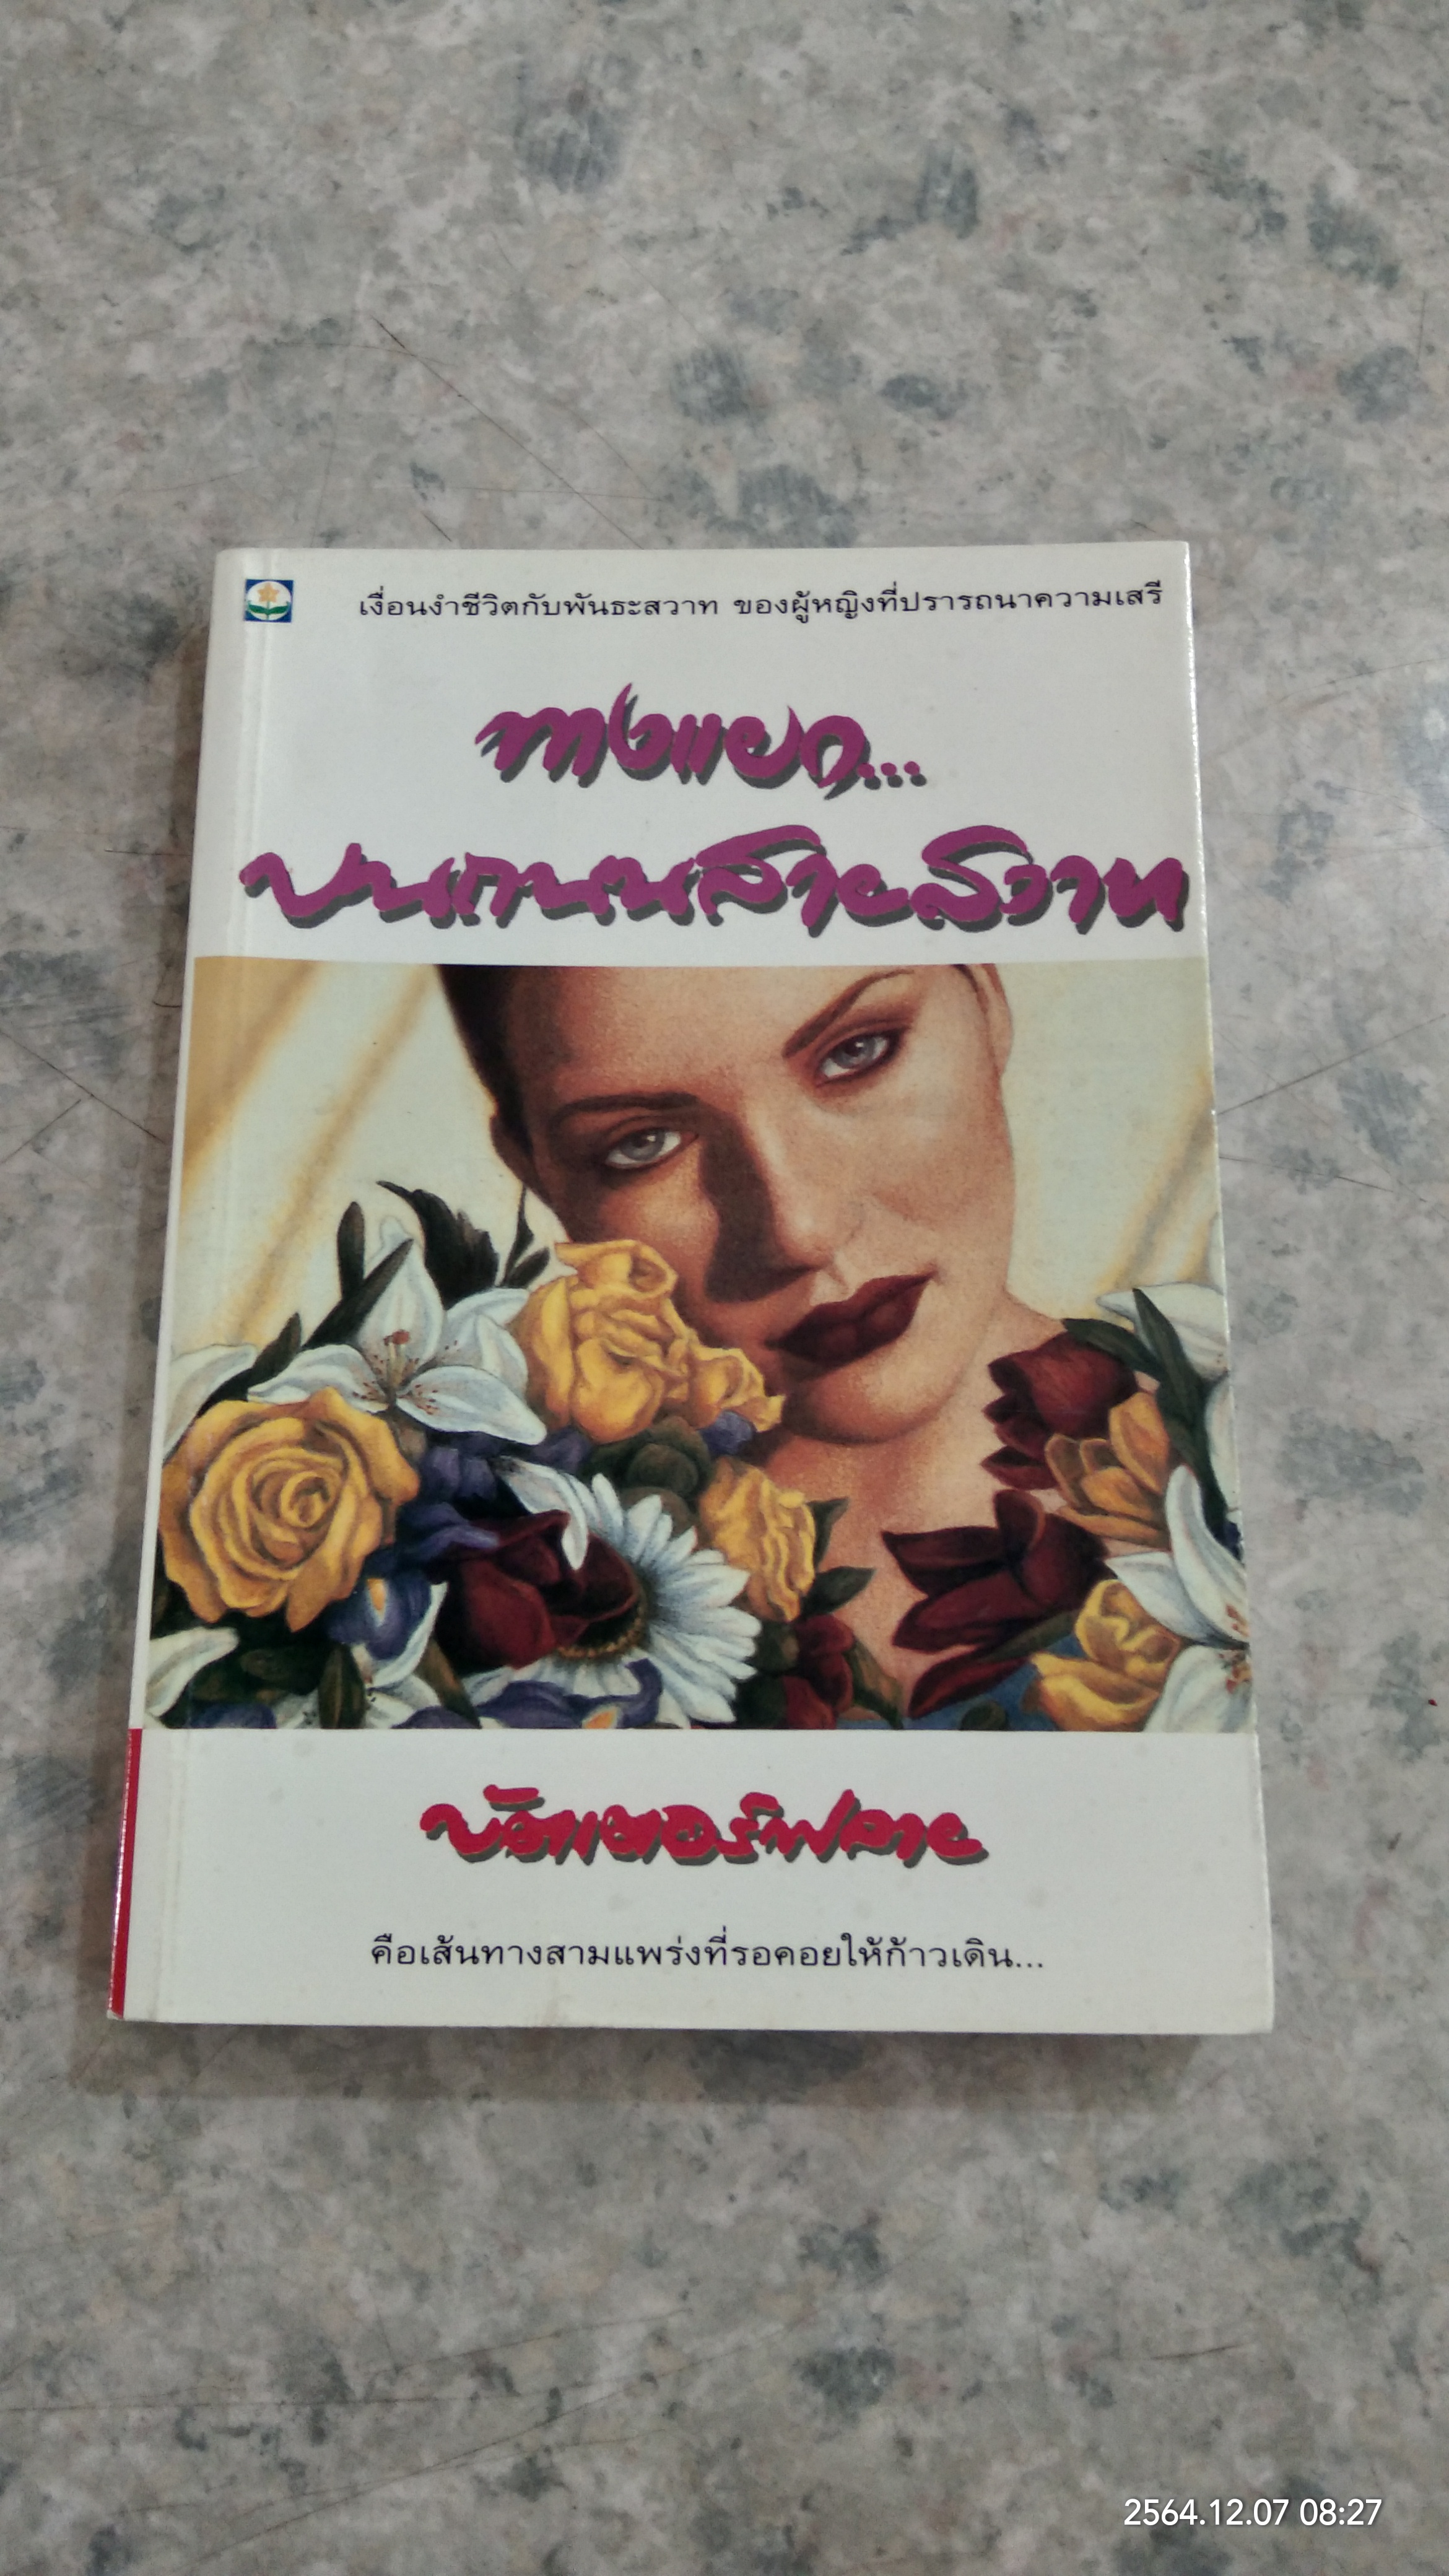 เงื่อนงำชีวิตกับพันธะสวาท ของผู้หญิงที่ปรารถนาความเสรี
ทางแยก...
บนถนนสายสวาท
บัตเตอร์ฟลาย
คือเส้นทางสามแพร่งที่รอคอยให้ก้าวเดิน...
2564.12.07 08:27